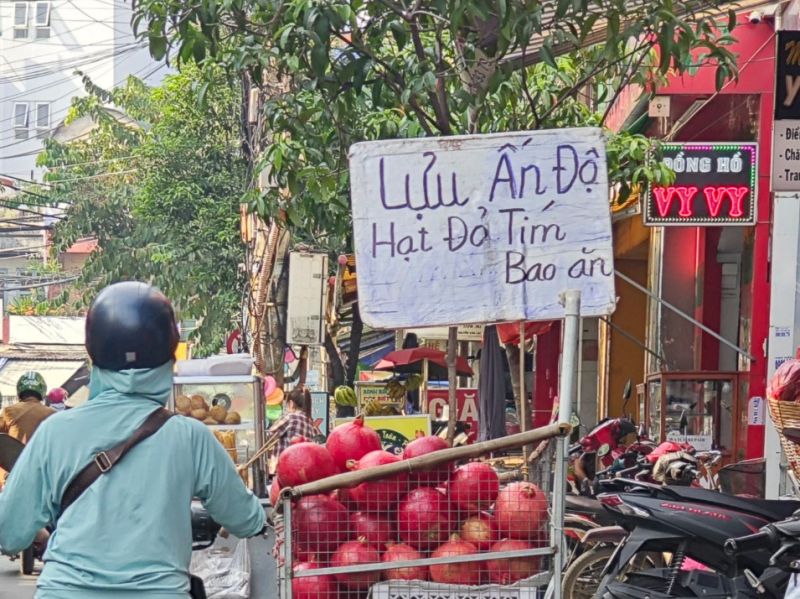 Lựu Ấn Độ
Hạt Đỏ Tím
Bao ăn
ĐỒNG HỒ
VY VY